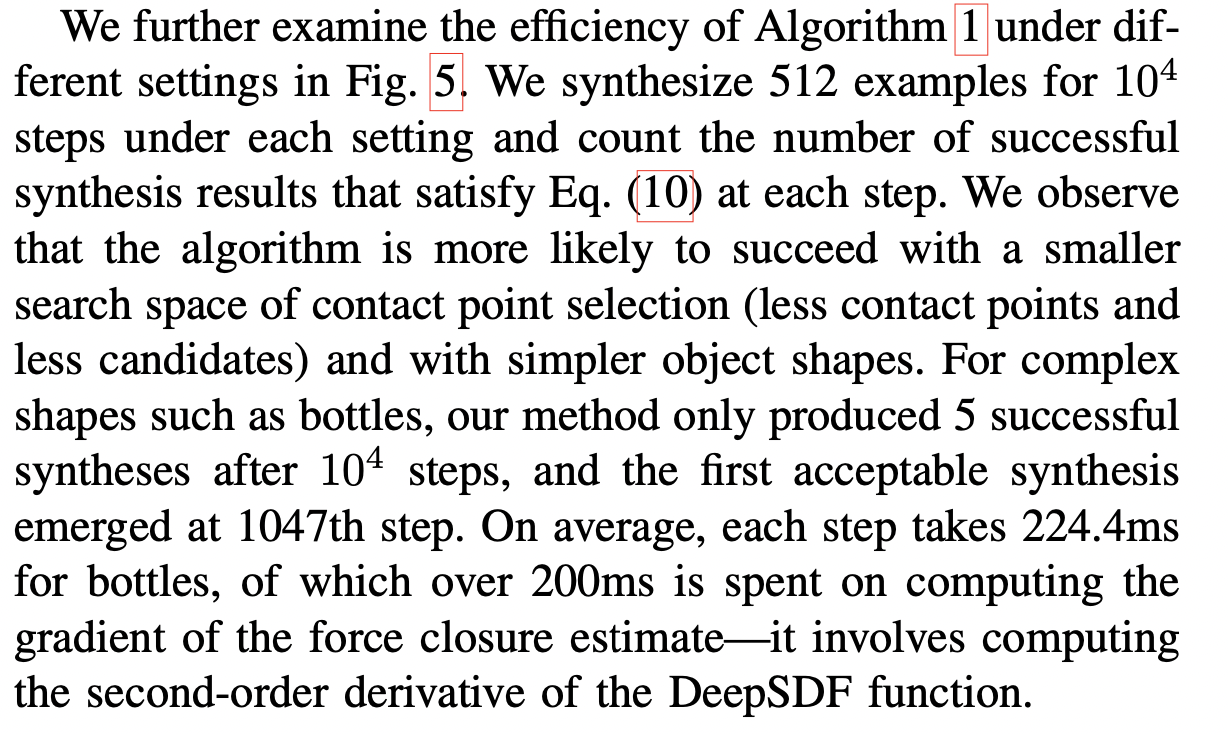 We further examine the efficiency of Algorithm 1 under dif-
ferent settings in Fig. 5. We synthesize 512 examples for 10⁴
steps under each setting and count the number of successful
synthesis results that satisfy Eq. (10) at each step. We observe
that the algorithm is more likely to succeed with a smaller
search space of contact point selection (less contact points and
less candidates) and with simpler object shapes. For complex
shapes such as bottles, our method only produced 5 successful
syntheses after 10⁴ steps, and the first acceptable synthesis
emerged at 1047th step. On average, each step takes 224.4ms
for bottles, of which over 200ms is spent on computing the
gradient of the force closure estimate—it involves computing
the second-order derivative of the DeepSDF function.